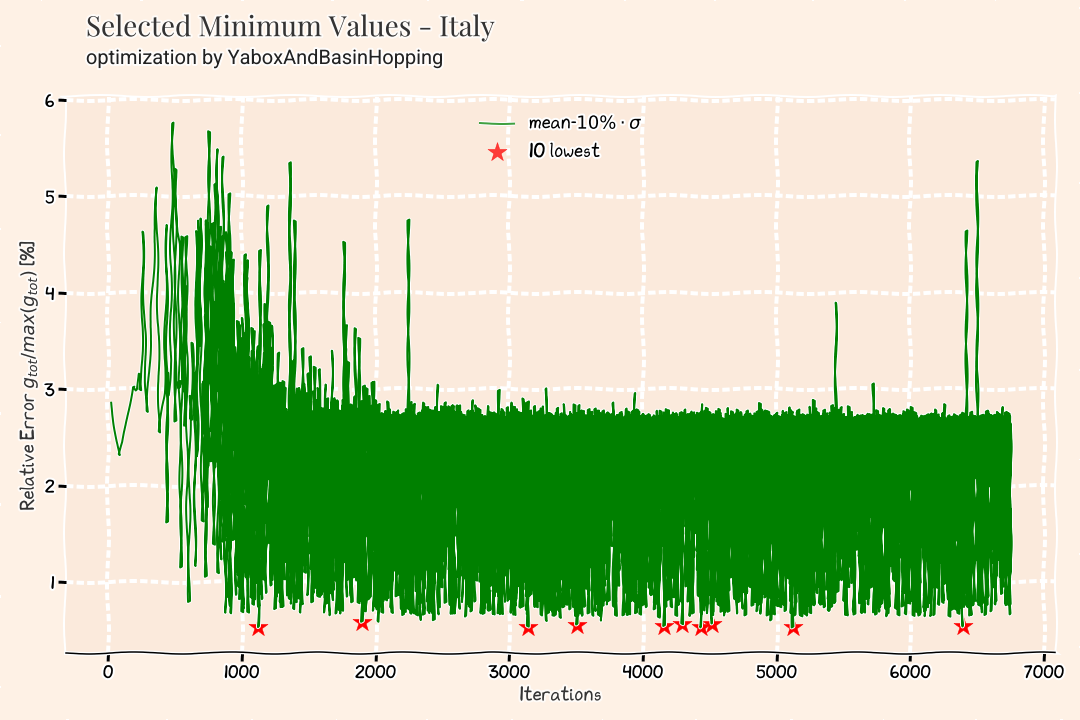 Selected Minimum Values - Italy
optimization by YaboxAndBasinHopping
mean-10% · σ
10 lowest
Relative Error g_tot/max(g_tot) [%]
6
5
4
3
2
1
0 1000 2000 3000 4000 5000 6000 7000
Iterations